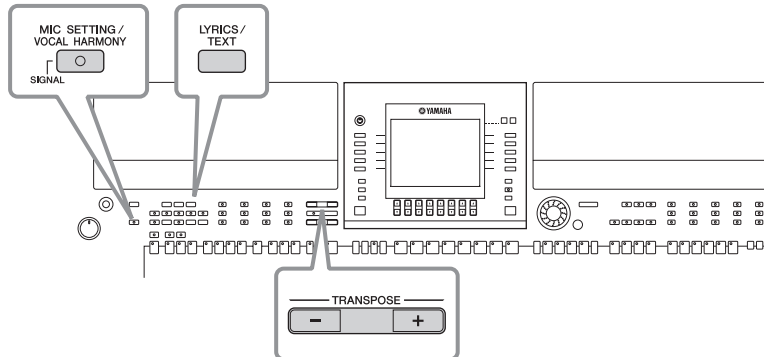 MIC SETTING /
VOCAL HARMONY
SIGNAL
LYRICS /
TEXT
YAMAHA
TRANSPOSE
− +